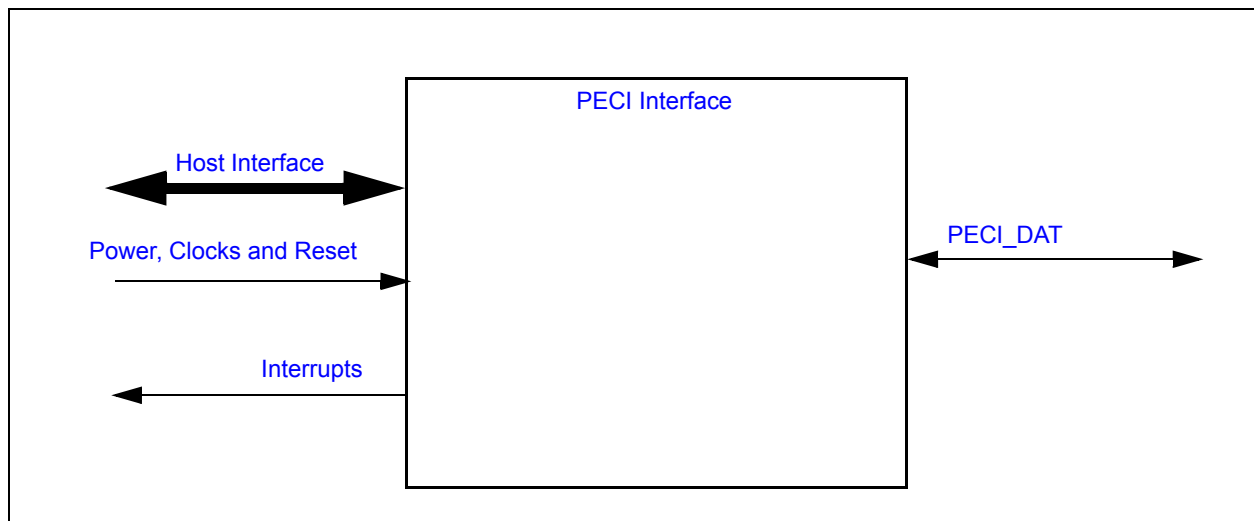 PECI Interface
Host Interface
Power, Clocks and Reset
PECI_DAT
Interrupts